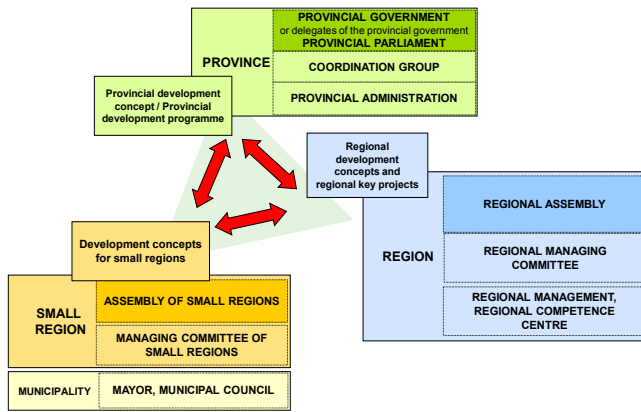 PROVINCIAL GOVERNMENT
or delegates of the provincial government
PROVINCIAL PARLIAMENT
PROVINCE
COORDINATION GROUP
PROVINCIAL ADMINISTRATION
Provincial development
concept / Provincial
development programme
Regional
development
concepts and
regional key projects
REGIONAL ASSEMBLY
REGION
REGIONAL MANAGING
COMMITTEE
REGIONAL MANAGEMENT,
REGIONAL COMPETENCE
CENTRE
Development concepts
for small regions
SMALL
REGION
ASSEMBLY OF SMALL REGIONS
MANAGING COMMITTEE OF
SMALL REGIONS
MUNICIPALITY
MAYOR, MUNICIPAL COUNCIL